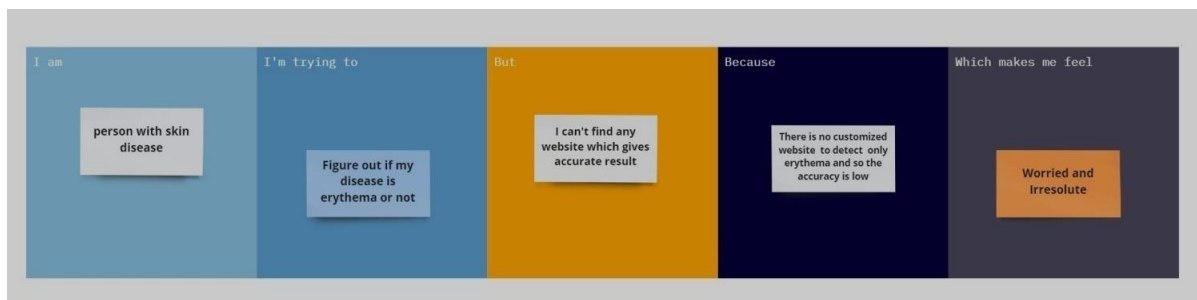 I am
person with skin
disease
I'm trying to
Figure out if my
disease is
erythema or not
But
I can't find any
website which gives
accurate result
Because
There is no customized
website to detect only
erythema and so the
accuracy is low
Which makes me feel
Worried and
Irresolute